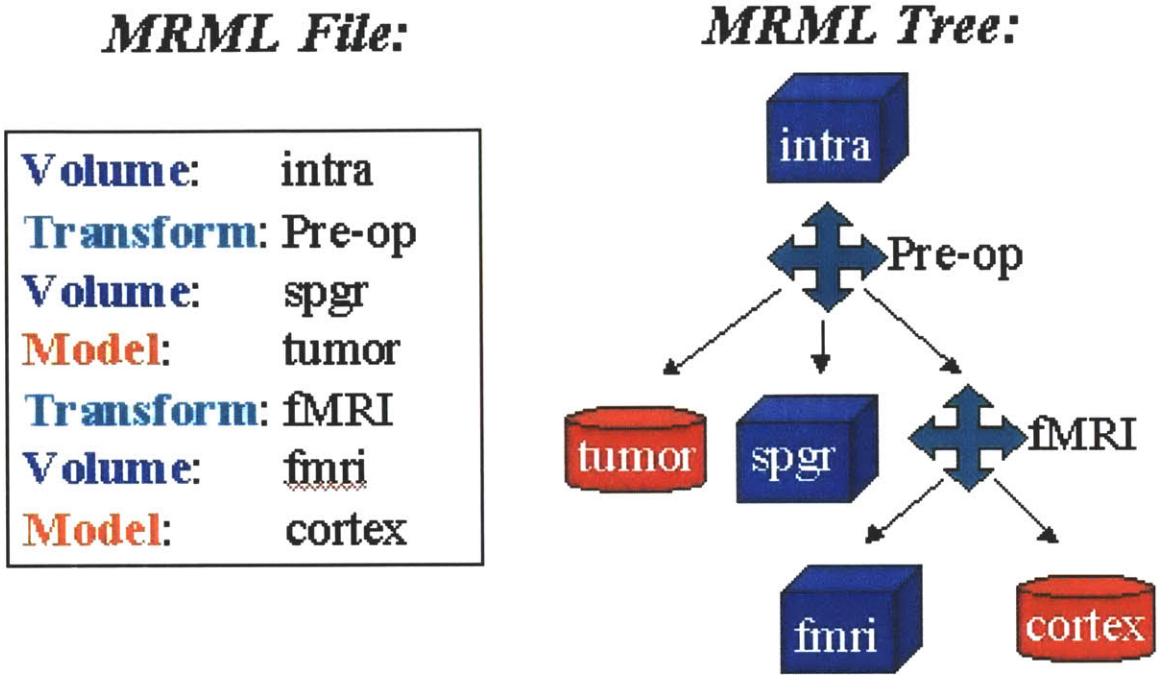 MRML File:
Volume: intra
Transform: Pre-op
Volume: spgr
Model: tumor
Transform: fMRI
Volume: fmri
Model: cortex
MRML Tree:
intra
Pre-op
tumor
spgr
fMRI
fmri
cortex